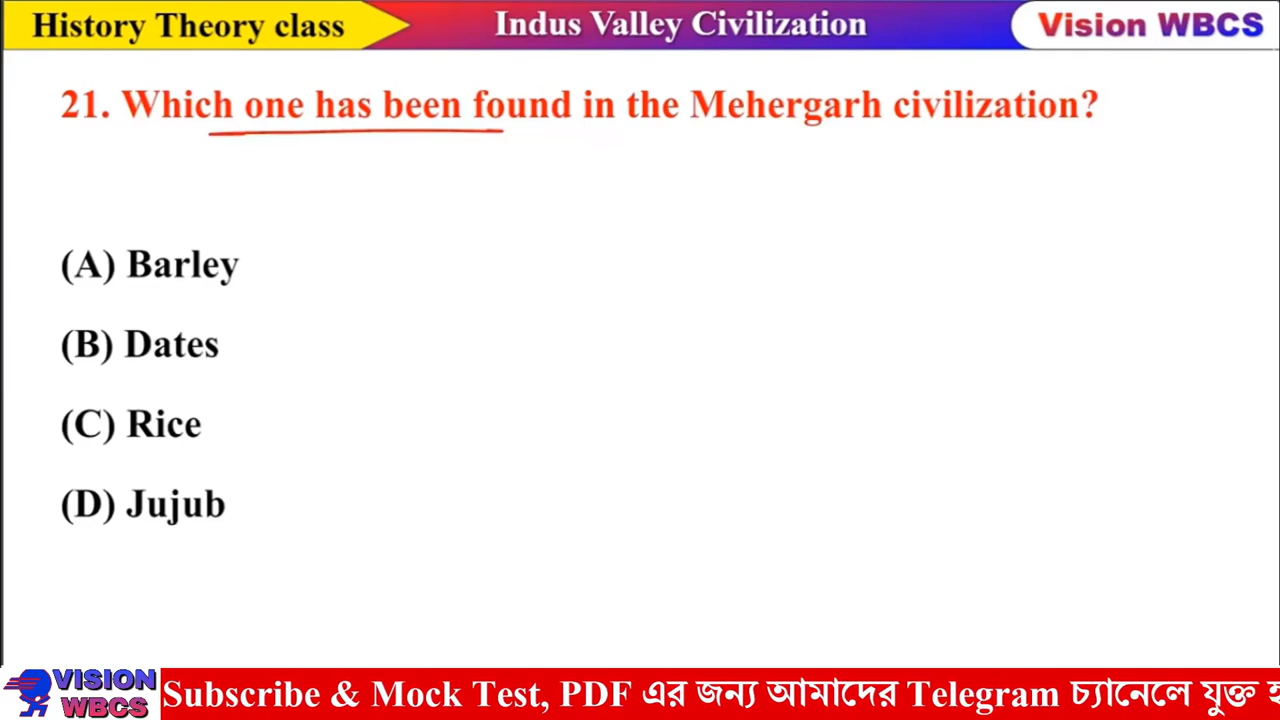 History Theory class
Indus Valley Civilization
Vision WBCS
21. Which one has been found in the Mehergarh civilization?
(A) Barley
(B) Dates
(C) Rice
(D) Jujub
VISION
WBCS
Subscribe & Mock Test, PDF এর জন্য আমাদের Telegram চ্যানেলে যুক্ত